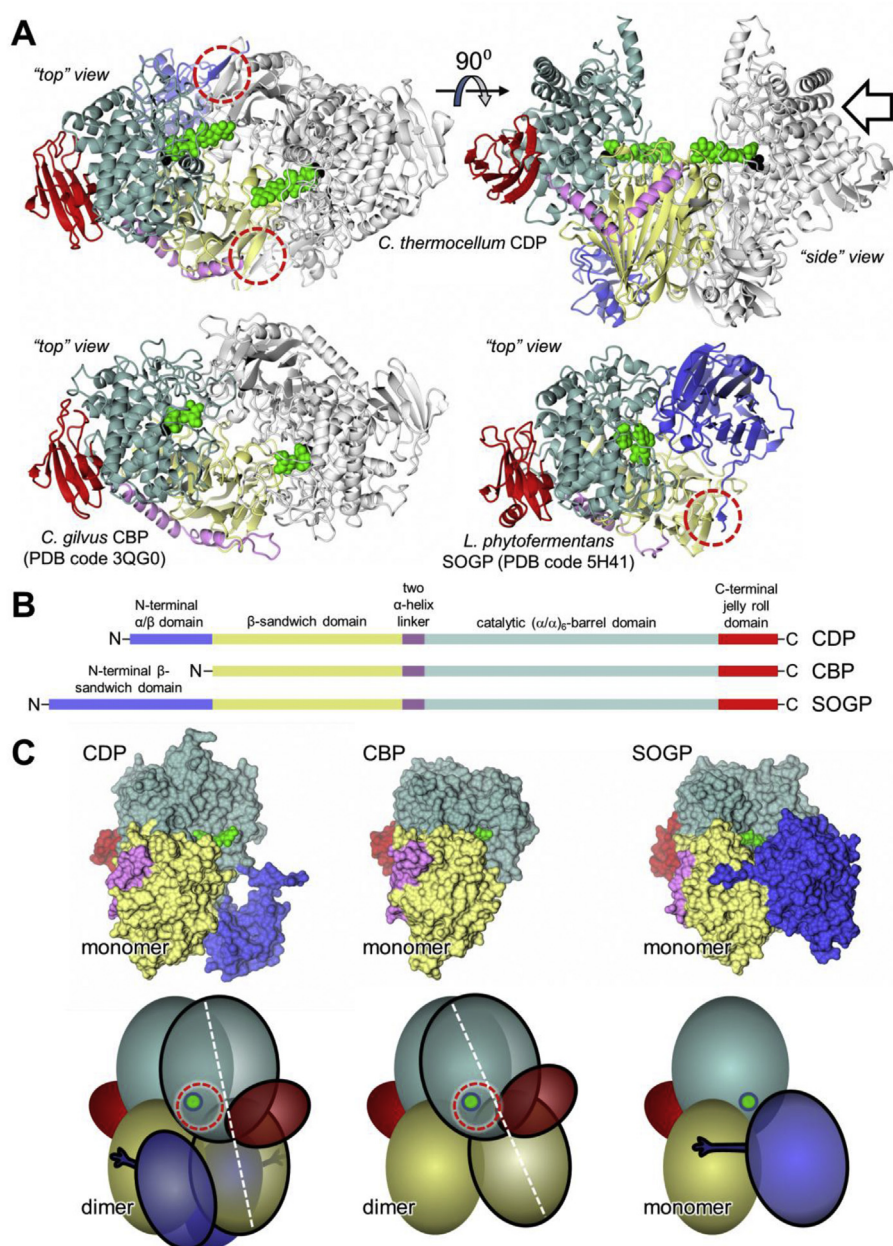 A
"top" view
90⁰
C. thermocellum CDP
"side" view
"top" view
C. gilvus CBP
(PDB code 3QG0)
"top" view
L. phytofermentans
SOGP (PDB code 5H41)
B
N-terminal
α/β domain
β-sandwich domain
two
α-helix
linker
catalytic (α/α)₆-barrel domain
C-terminal
jelly roll
domain
N
C CDP
N-terminal β-
sandwich domain
N
C CBP
N
C SOGP
C
CDP
CBP
SOGP
monomer
monomer
monomer
dimer
dimer
monomer